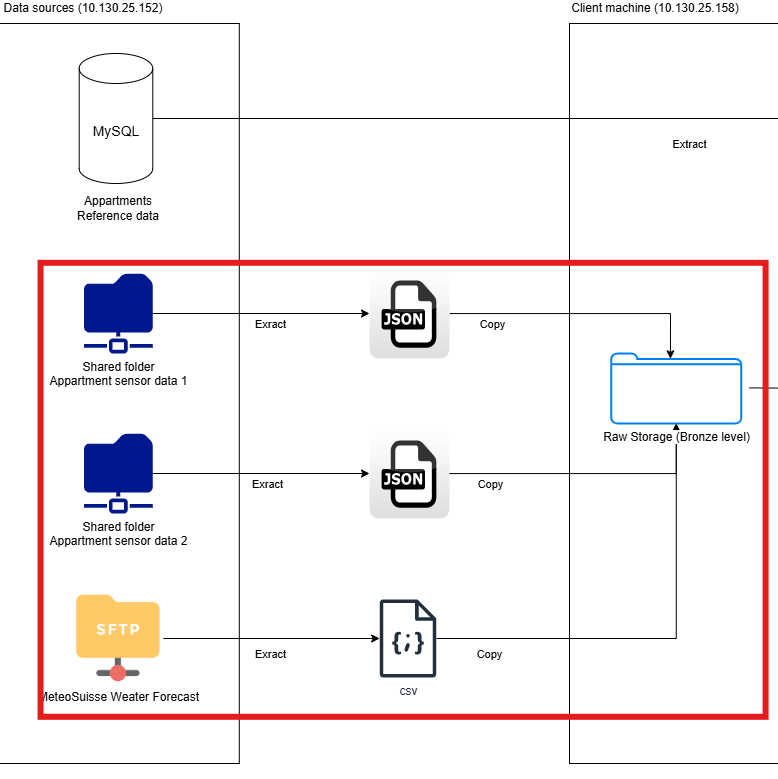 Data sources (10.130.25.152)
Client machine (10.130.25.158)
MySQL
Extract
Appartments
Reference data
JSON
Exract
Copy
Shared folder
Appartment sensor data 1
Raw Storage (Bronze level)
JSON
Exract
Copy
Shared folder
Appartment sensor data 2
SFTP
{;}
Exract
Copy
MeteoSuisse Weater Forecast
csv